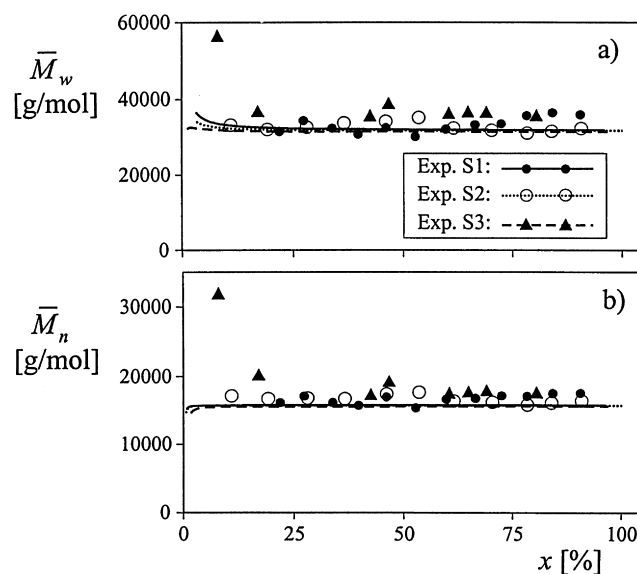 60000
a)
M̅w
[g/mol]
40000
20000
Exp. S1:
Exp. S2:
Exp. S3:
0
b)
M̅n
[g/mol]
30000
20000
10000
0
0 25 50 75 100
x [%]